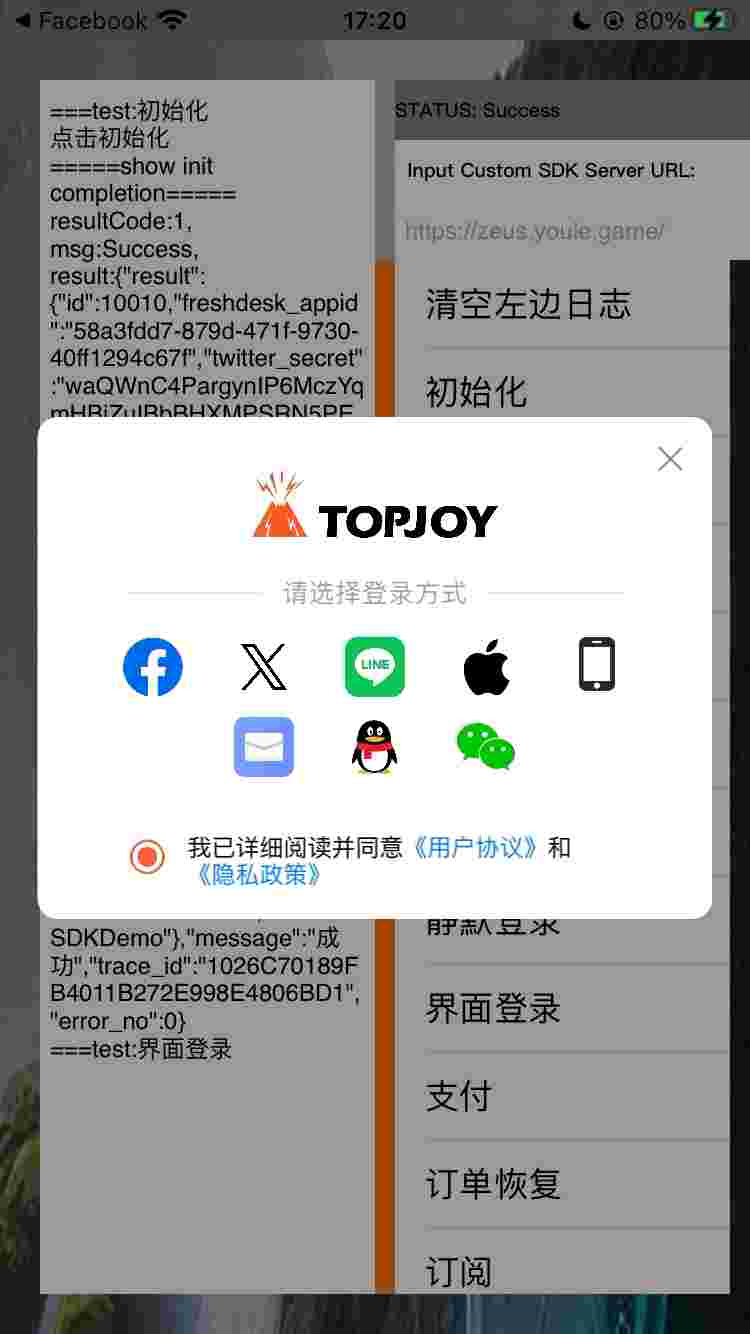 Facebook
17:20
80%
===test:初始化
点击初始化
=====show init
completion=====
resultCode:1,
msg:Success,
result:{"result":
{"id":10010,"freshdesk_appid
":"58a3fdd7-879d-471f-9730-
40ff1294c67f","twitter_secret"
:"waQWnC4PargynIP6MczYq
STATUS: Success
Input Custom SDK Server URL:
https://zeus.youle.game/
清空左边日志
初始化
TOPJOY
请选择登录方式
LINE
我已详细阅读并同意《用户协议》和
《隐私政策》
SDKDemo"},"message":"成
功","trace_id":"1026C70189F
B4011B272E998E4806BD1",
"error_no":0}
===test:界面登录
静默登录
界面登录
支付
订单恢复
订阅